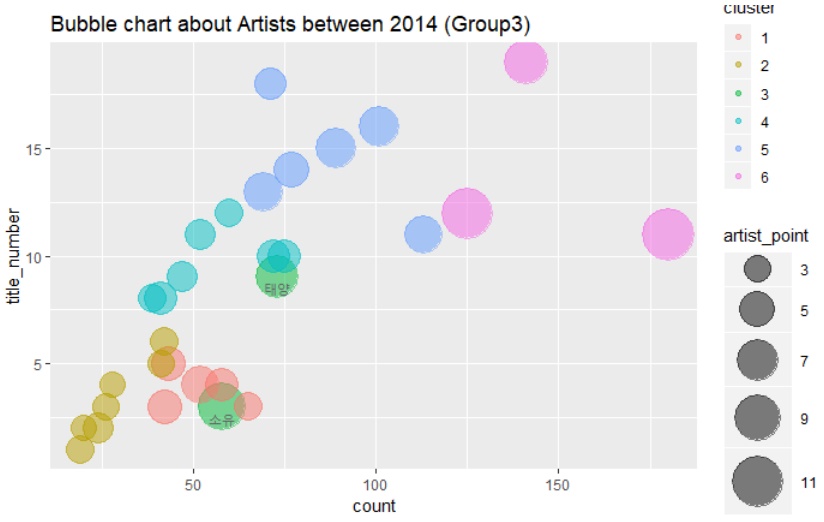 Bubble chart about Artists between 2014 (Group3)
cluster
1
2
3
4
5
6
artist_point
3
5
7
9
11
title_number
15
10
5
태양
소유
50
100
150
count